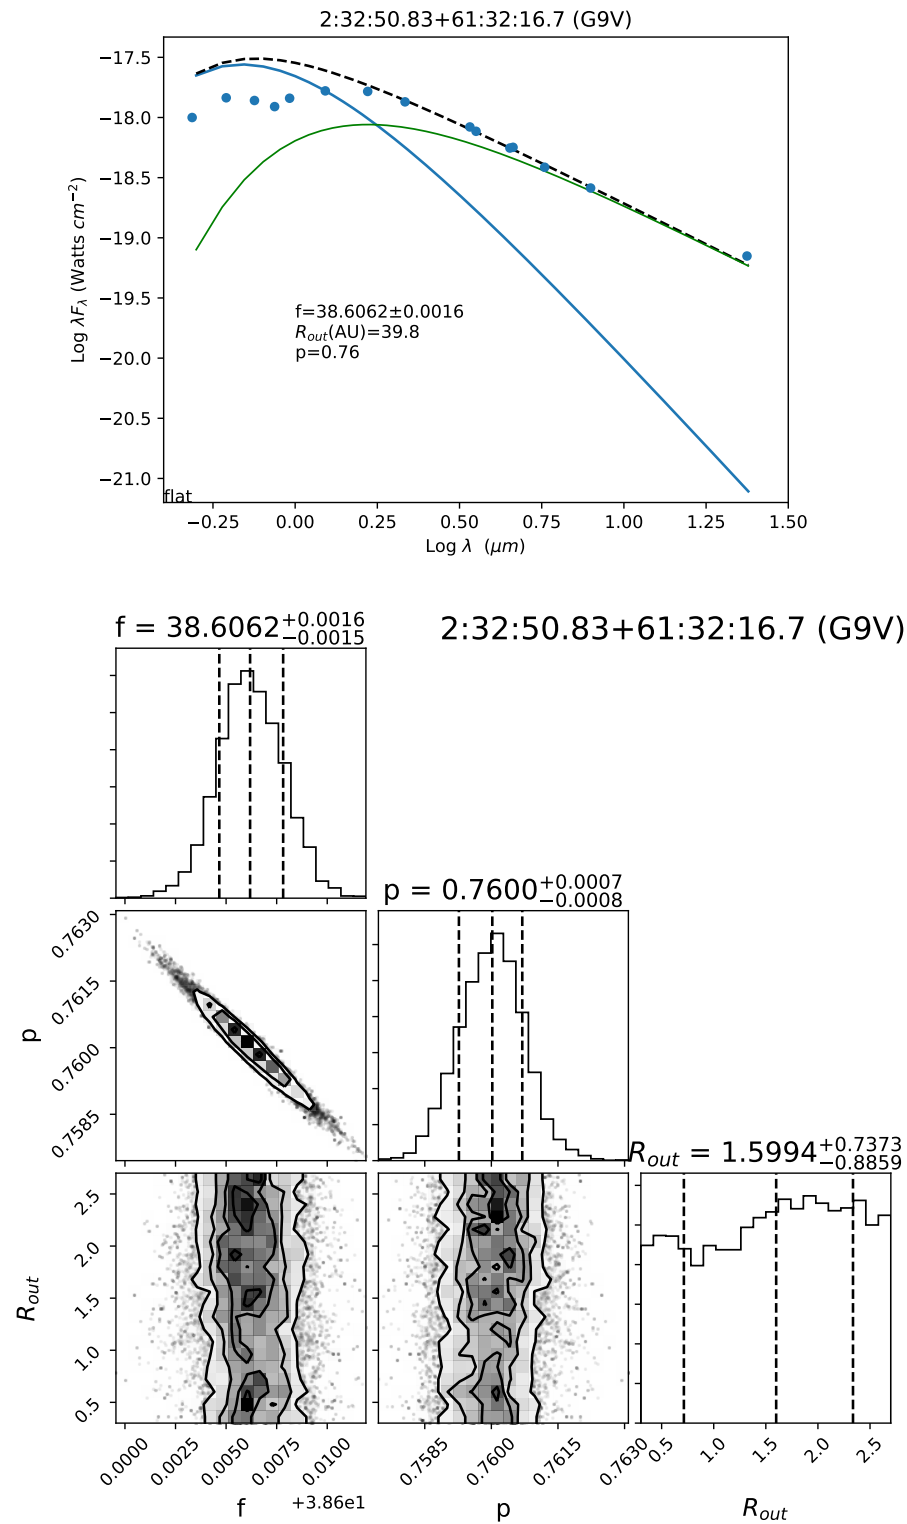 2:32:50.83+61:32:16.7 (G9V)
−17.5
−18.0
−18.5
−19.0
−19.5
−20.0
−20.5
−21.0
Log λF_λ (Watts cm^−2)
f=38.6062±0.0016
R_out(AU)=39.8
p=0.76
flat
−0.25 0.00 0.25 0.50 0.75 1.00 1.25 1.50
Log λ (μm)
f = 38.6062 +0.0016 −0.0015
2:32:50.83+61:32:16.7 (G9V)
p = 0.7600 +0.0007 −0.0008
0.7630
0.7615
0.7600
0.7585
p
R_out = 1.5994 +0.7373 −0.8859
2.5
2.0
1.5
1.0
0.5
R_out
0.0000 0.0025 0.0050 0.0075 0.0100
+3.86e1
f
0.7585 0.7600 0.7615 0.7630
p
0.5 1.0 1.5 2.0 2.5
R_out